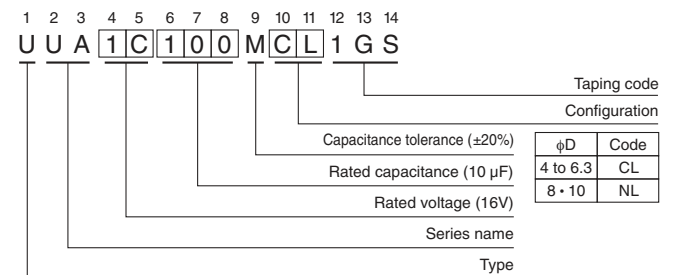 1 2 3 4 5 6 7 8 9 10 11 12 13 14
U U A 1 C 1 0 0 M C L 1 G S
Taping code
Configuration
Capacitance tolerance (±20%)
Rated capacitance (10 µF)
Rated voltage (16V)
Series name
Type
ϕD Code
4 to 6.3 CL
8 • 10 NL